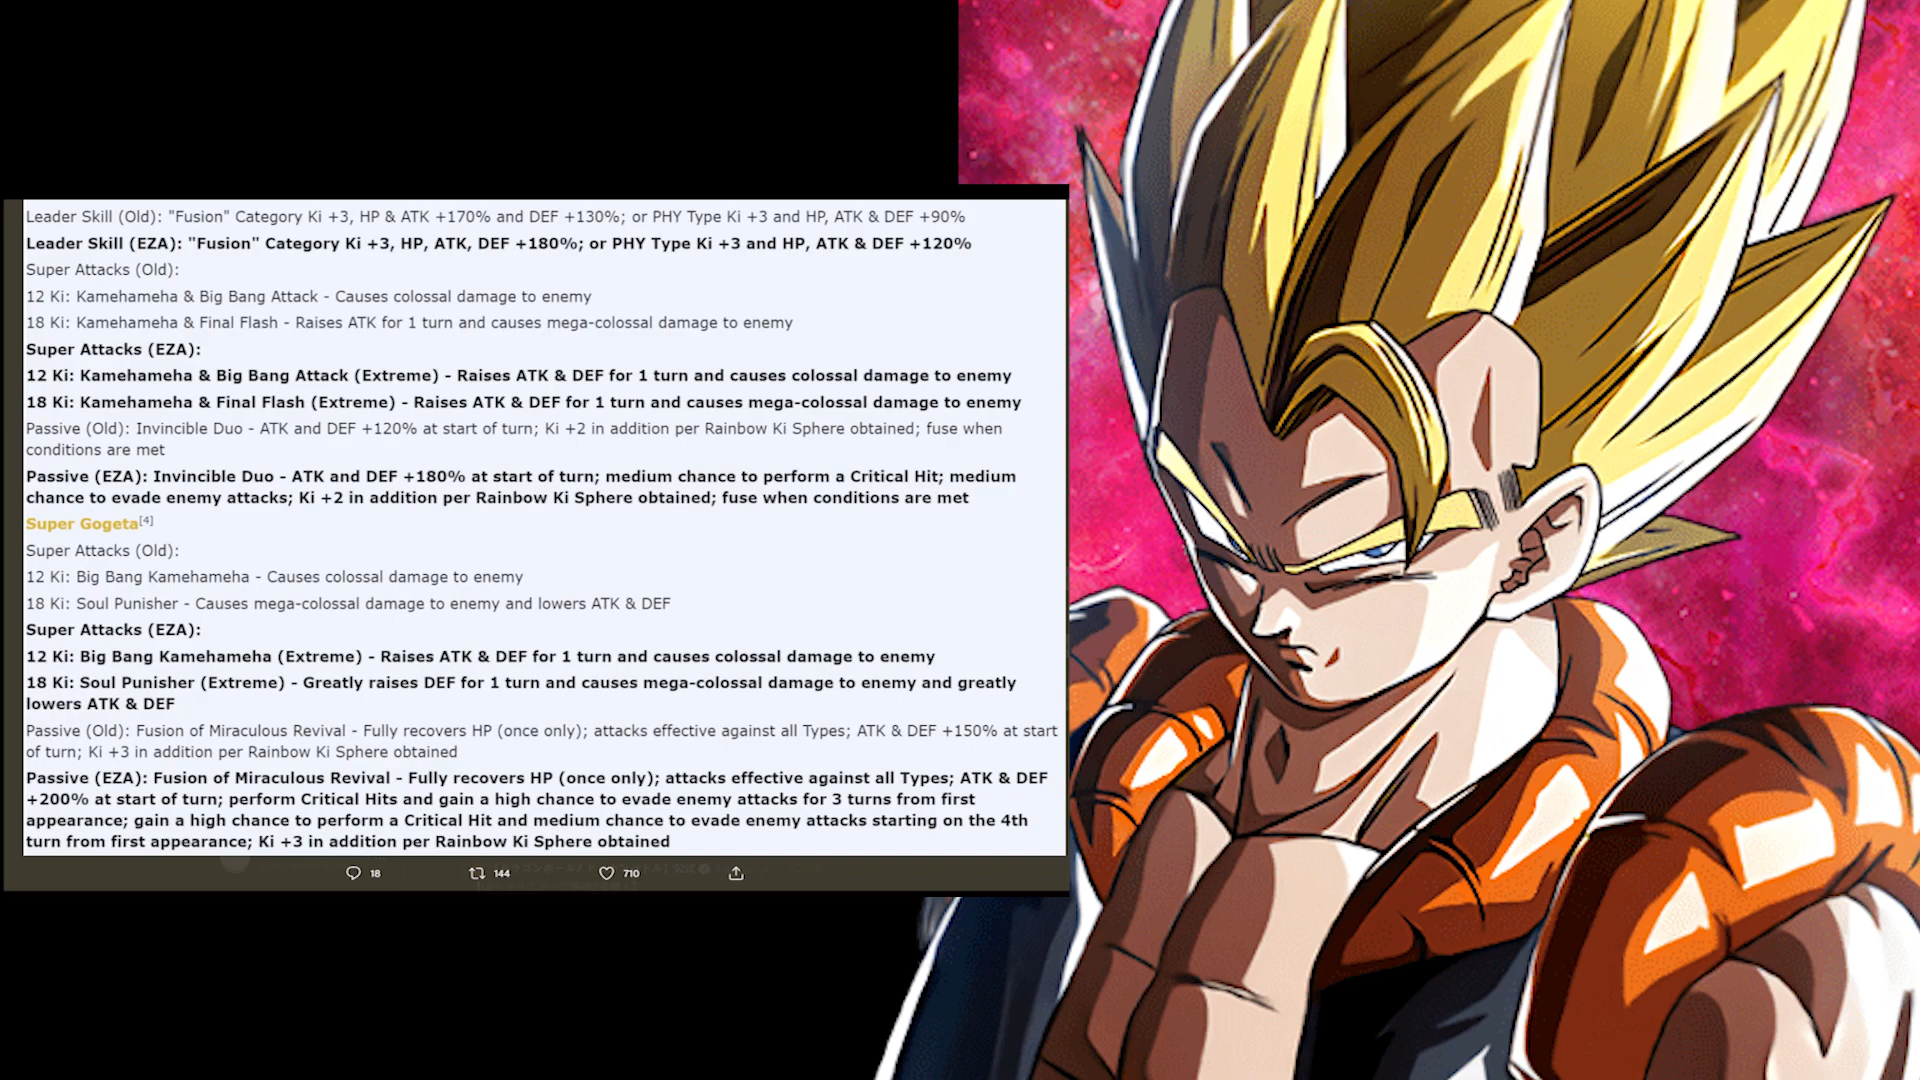 Leader Skill (Old): "Fusion" Category Ki +3, HP & ATK +170% and DEF +130%; or PHY Type Ki +3 and HP, ATK & DEF +90%
Leader Skill (EZA): "Fusion" Category Ki +3, HP, ATK, DEF +180%; or PHY Type Ki +3 and HP, ATK & DEF +120%
Super Attacks (Old):
12 Ki: Kamehameha & Big Bang Attack - Causes colossal damage to enemy
18 Ki: Kamehameha & Final Flash - Raises ATK for 1 turn and causes mega-colossal damage to enemy
Super Attacks (EZA):
12 Ki: Kamehameha & Big Bang Attack (Extreme) - Raises ATK & DEF for 1 turn and causes colossal damage to enemy
18 Ki: Kamehameha & Final Flash (Extreme) - Raises ATK & DEF for 1 turn and causes mega-colossal damage to enemy
Passive (Old): Invincible Duo - ATK and DEF +120% at start of turn; Ki +2 in addition per Rainbow Ki Sphere obtained; fuse when
conditions are met
Passive (EZA): Invincible Duo - ATK and DEF +180% at start of turn; medium chance to perform a Critical Hit; medium
chance to evade enemy attacks; Ki +2 in addition per Rainbow Ki Sphere obtained; fuse when conditions are met
Super Gogeta[4]
Super Attacks (Old):
12 Ki: Big Bang Kamehameha - Causes colossal damage to enemy
18 Ki: Soul Punisher - Causes mega-colossal damage to enemy and lowers ATK & DEF
Super Attacks (EZA):
12 Ki: Big Bang Kamehameha (Extreme) - Raises ATK & DEF for 1 turn and causes colossal damage to enemy
18 Ki: Soul Punisher (Extreme) - Greatly raises DEF for 1 turn and causes mega-colossal damage to enemy and greatly
lowers ATK & DEF
Passive (Old): Fusion of Miraculous Revival - Fully recovers HP (once only); attacks effective against all Types; ATK & DEF +150% at start
of turn; Ki +3 in addition per Rainbow Ki Sphere obtained
Passive (EZA): Fusion of Miraculous Revival - Fully recovers HP (once only); attacks effective against all Types; ATK & DEF
+200% at start of turn; perform Critical Hits and gain a high chance to evade enemy attacks for 3 turns from first
appearance; gain a high chance to perform a Critical Hit and medium chance to evade enemy attacks starting on the 4th
turn from first appearance; Ki +3 in addition per Rainbow Ki Sphere obtained
18 144 710